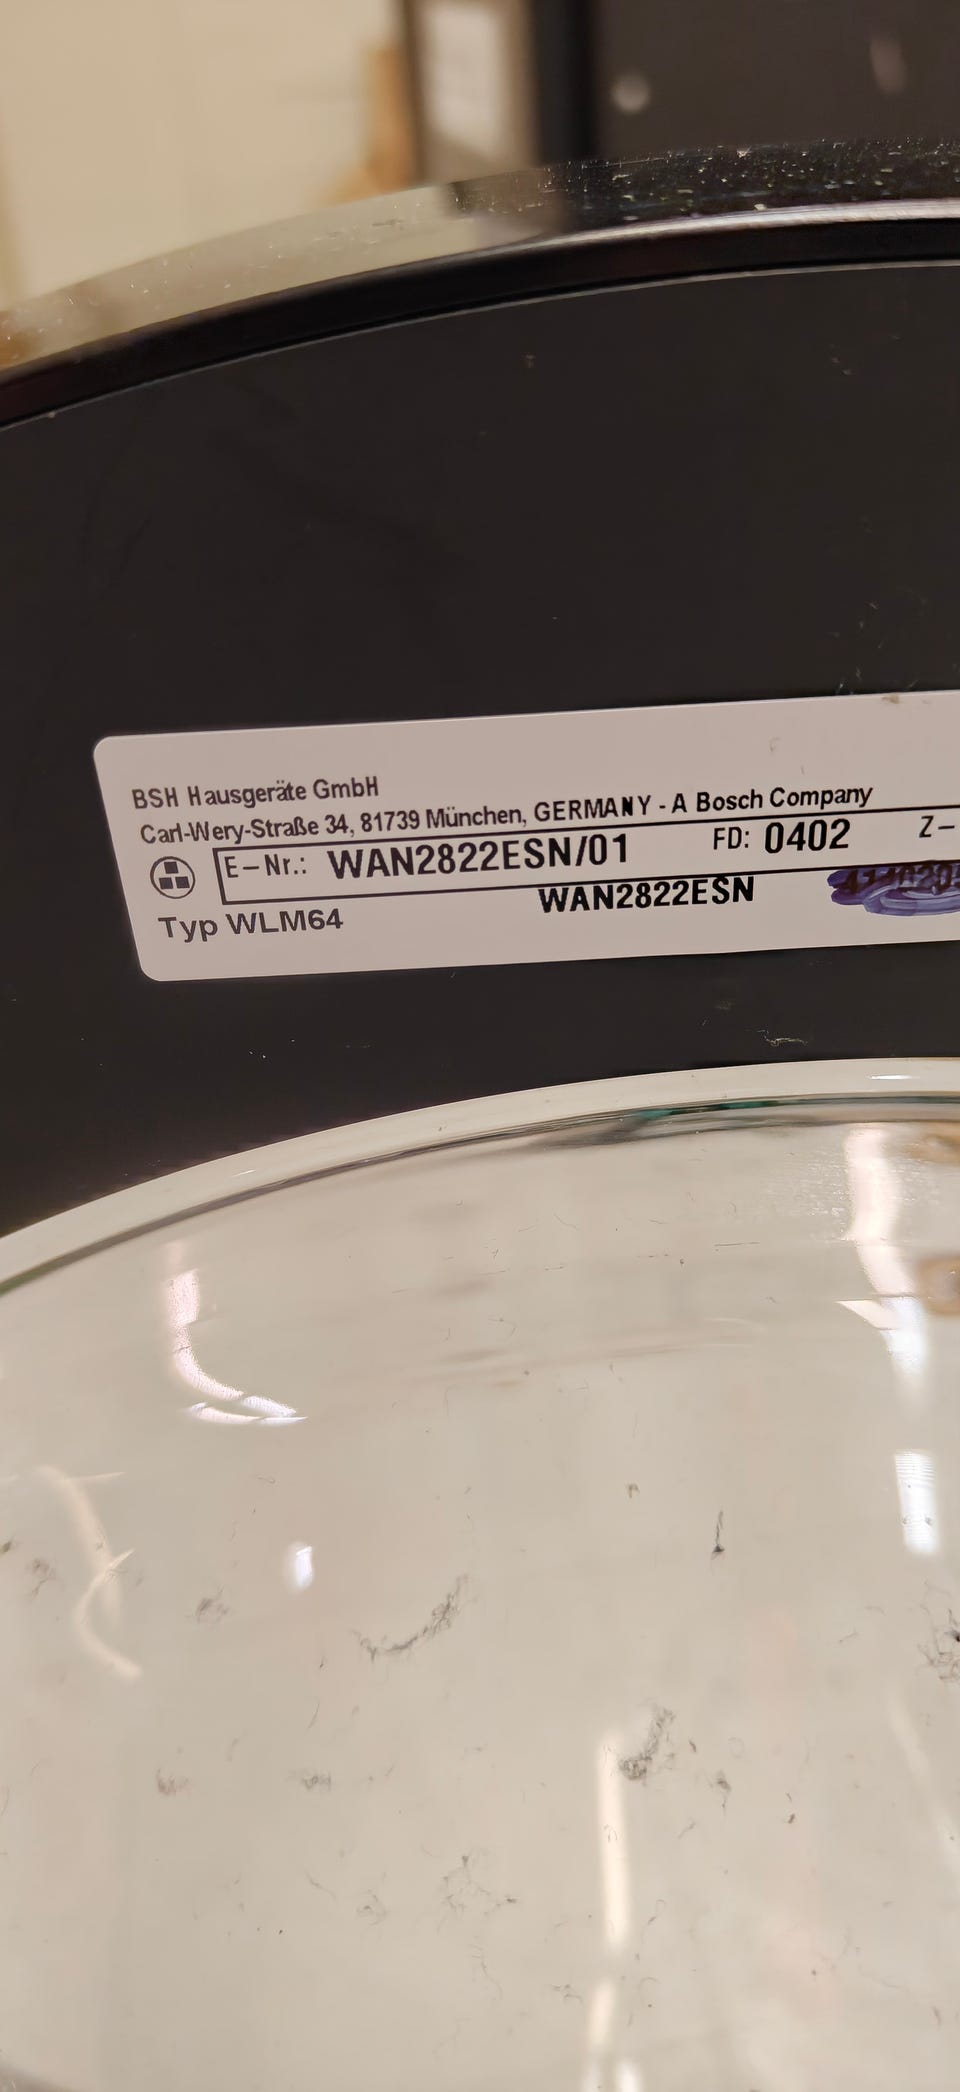 BSH Hausgeräte GmbH
Carl-Wery-Straße 34, 81739 München, GERMANY - A Bosch Company
E-Nr.: WAN2822ESN/01 FD: 0402 Z-
WAN2822ESN
Typ WLM64